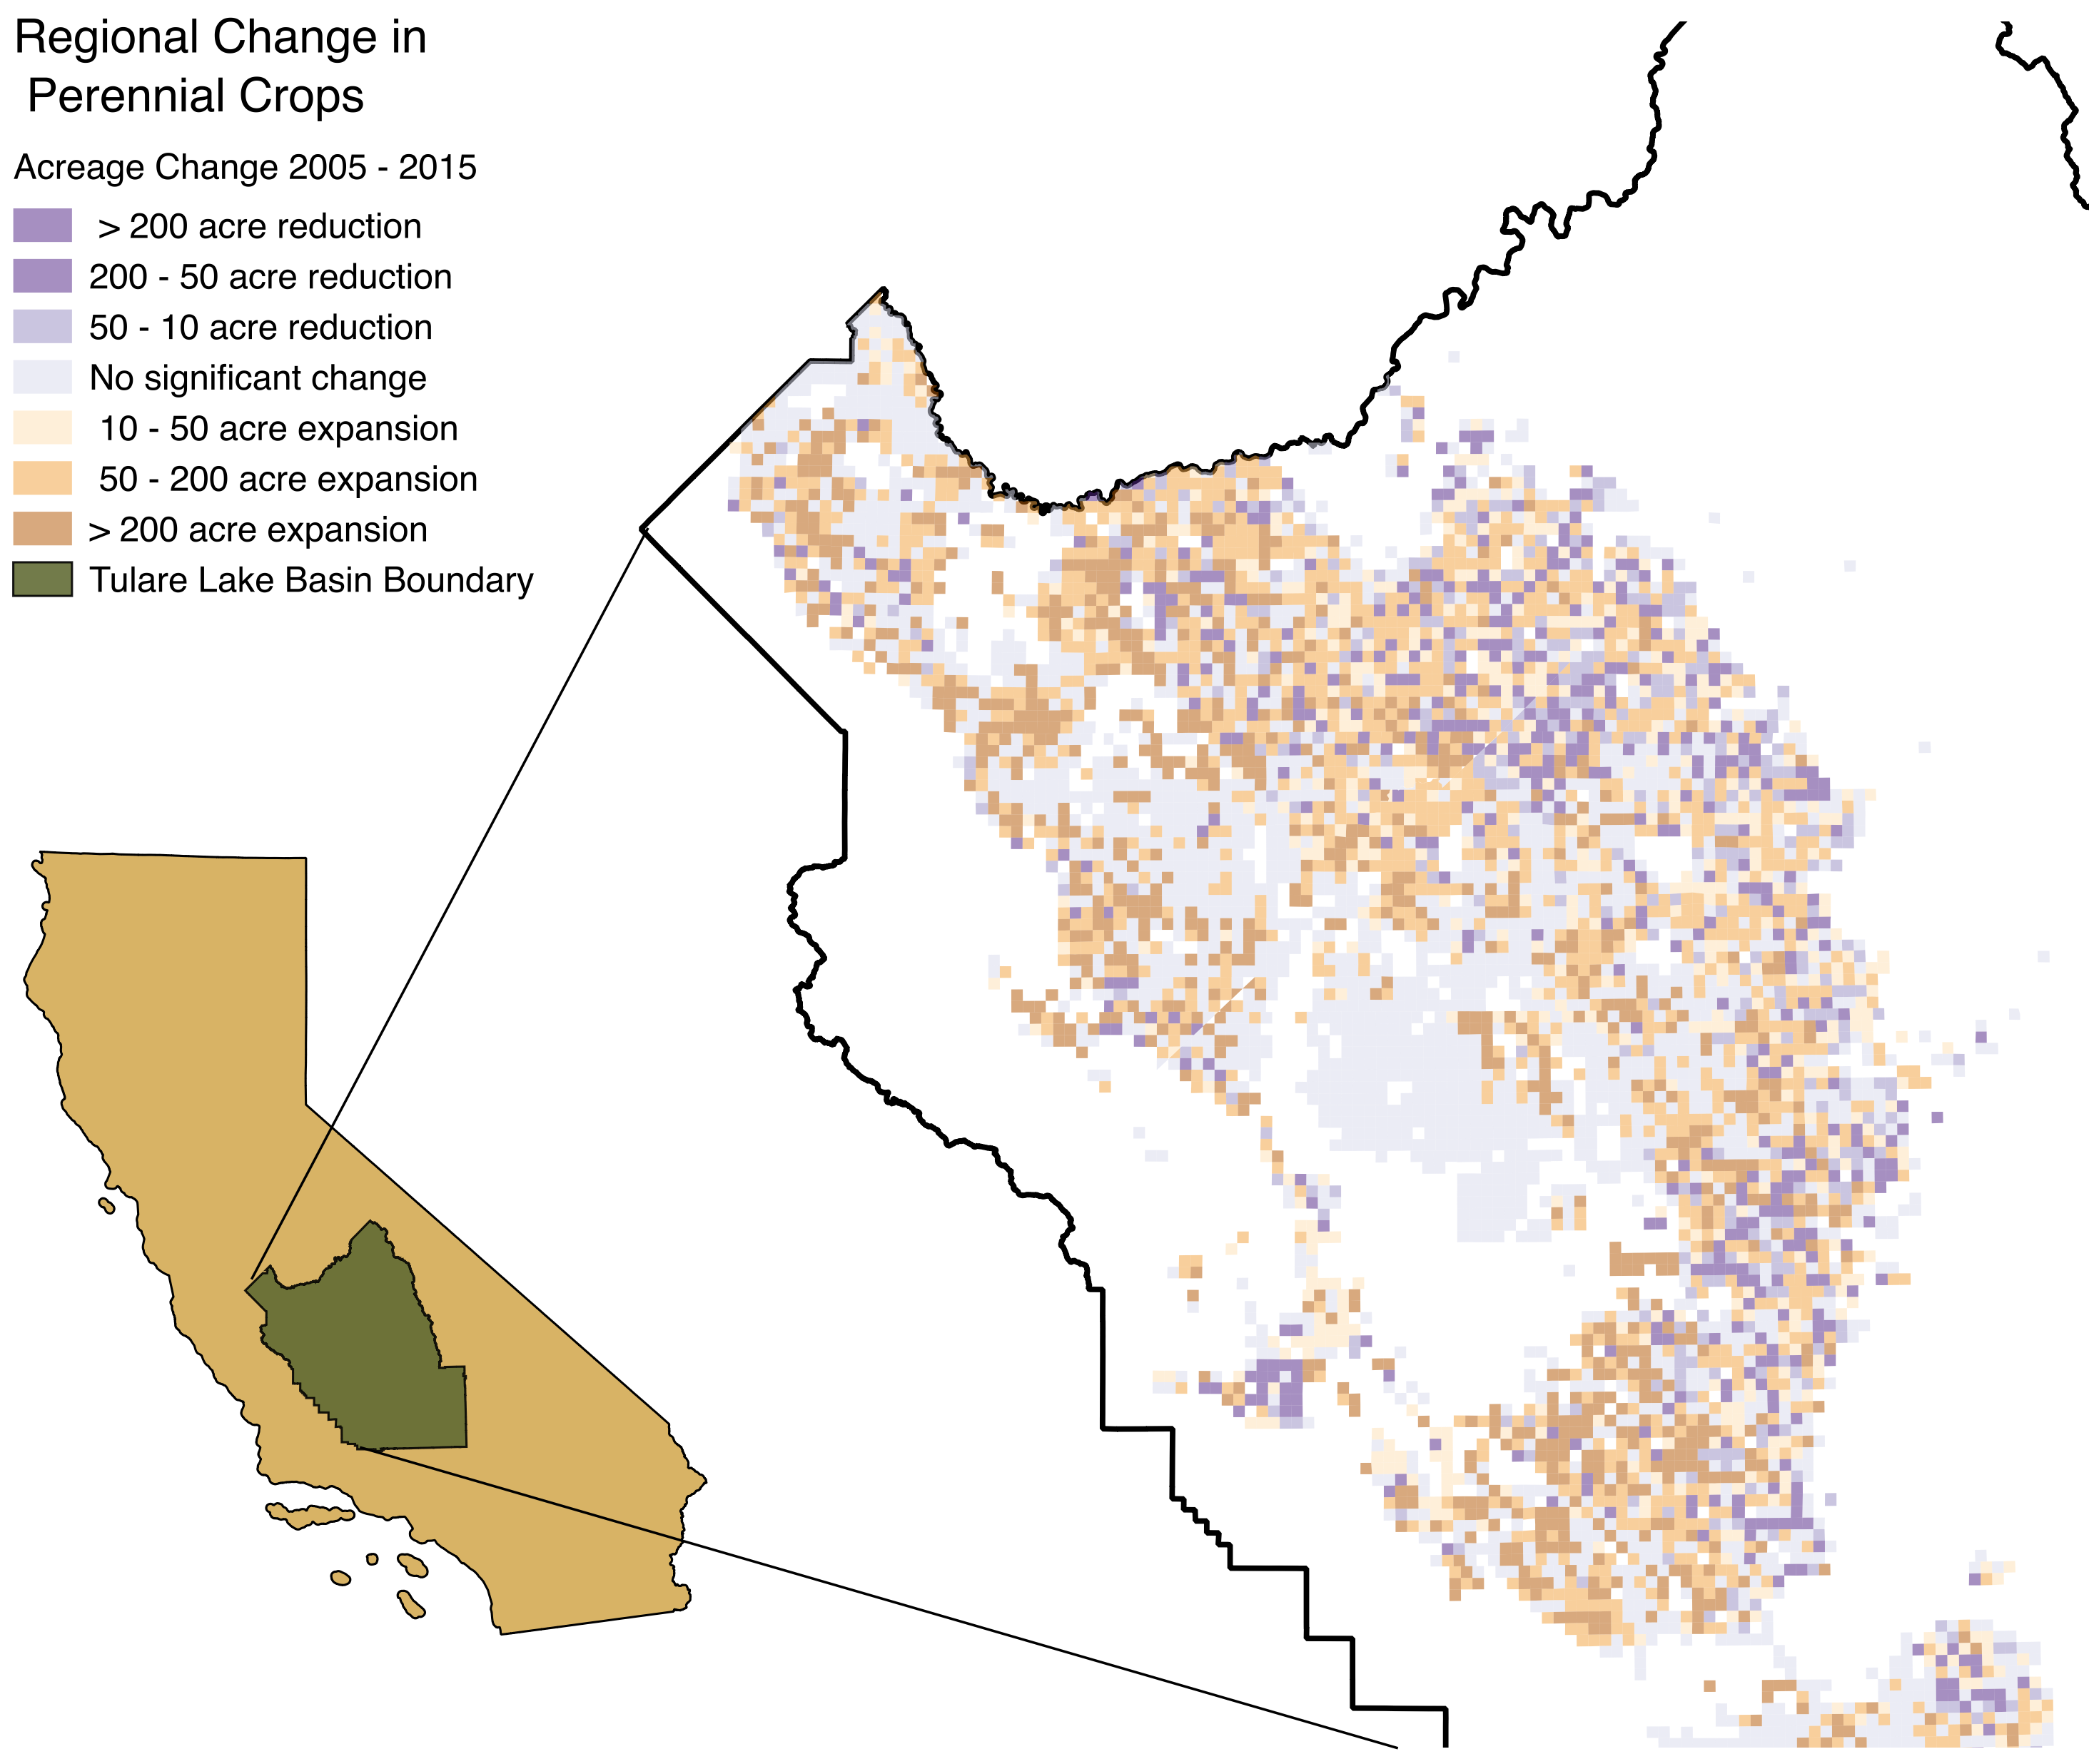 Regional Change in
Perennial Crops
Acreage Change 2005 - 2015
> 200 acre reduction
200 - 50 acre reduction
50 - 10 acre reduction
No significant change
10 - 50 acre expansion
50 - 200 acre expansion
> 200 acre expansion
Tulare Lake Basin Boundary